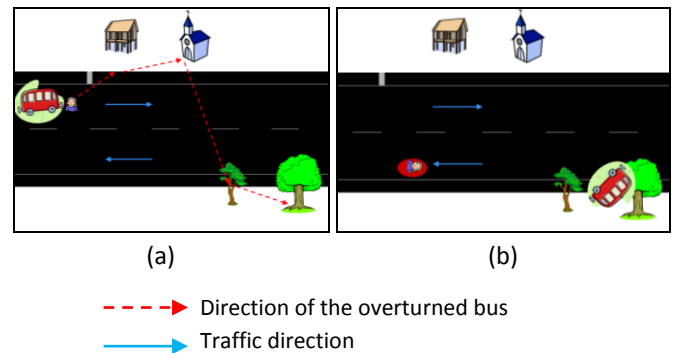 (a) (b)
Direction of the overturned bus
Traffic direction